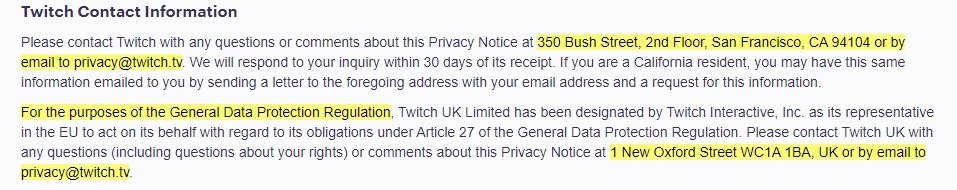 Twitch Contact Information
Please contact Twitch with any questions or comments about this Privacy Notice at 350 Bush Street, 2nd Floor, San Francisco, CA 94104 or by
email to privacy@twitch.tv. We will respond to your inquiry within 30 days of its receipt. If you are a California resident, you may have this same
information emailed to you by sending a letter to the foregoing address with your email address and a request for this information.
For the purposes of the General Data Protection Regulation, Twitch UK Limited has been designated by Twitch Interactive, Inc. as its representative
in the EU to act on its behalf with regard to its obligations under Article 27 of the General Data Protection Regulation. Please contact Twitch UK with
any questions (including questions about your rights) or comments about this Privacy Notice at 1 New Oxford Street WC1A 1BA, UK or by email to
privacy@twitch.tv.